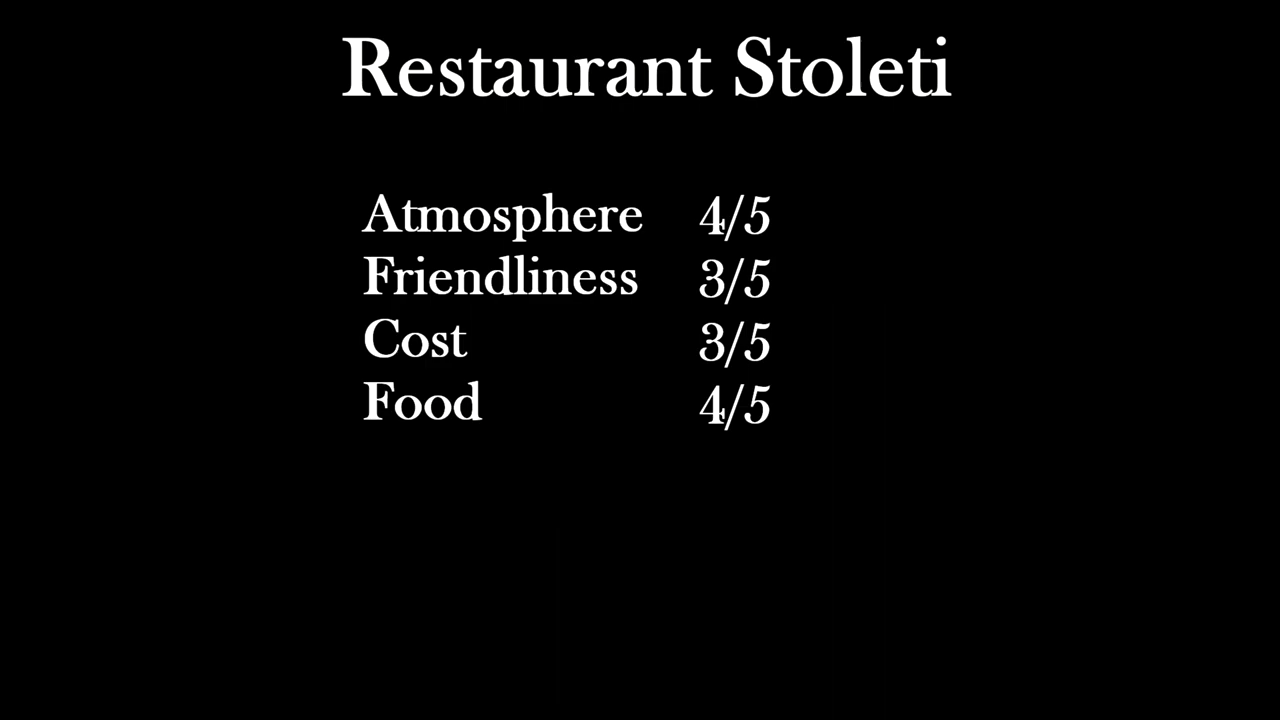 Restaurant Stoleti
Atmosphere 4/5
Friendliness 3/5
Cost 3/5
Food 4/5